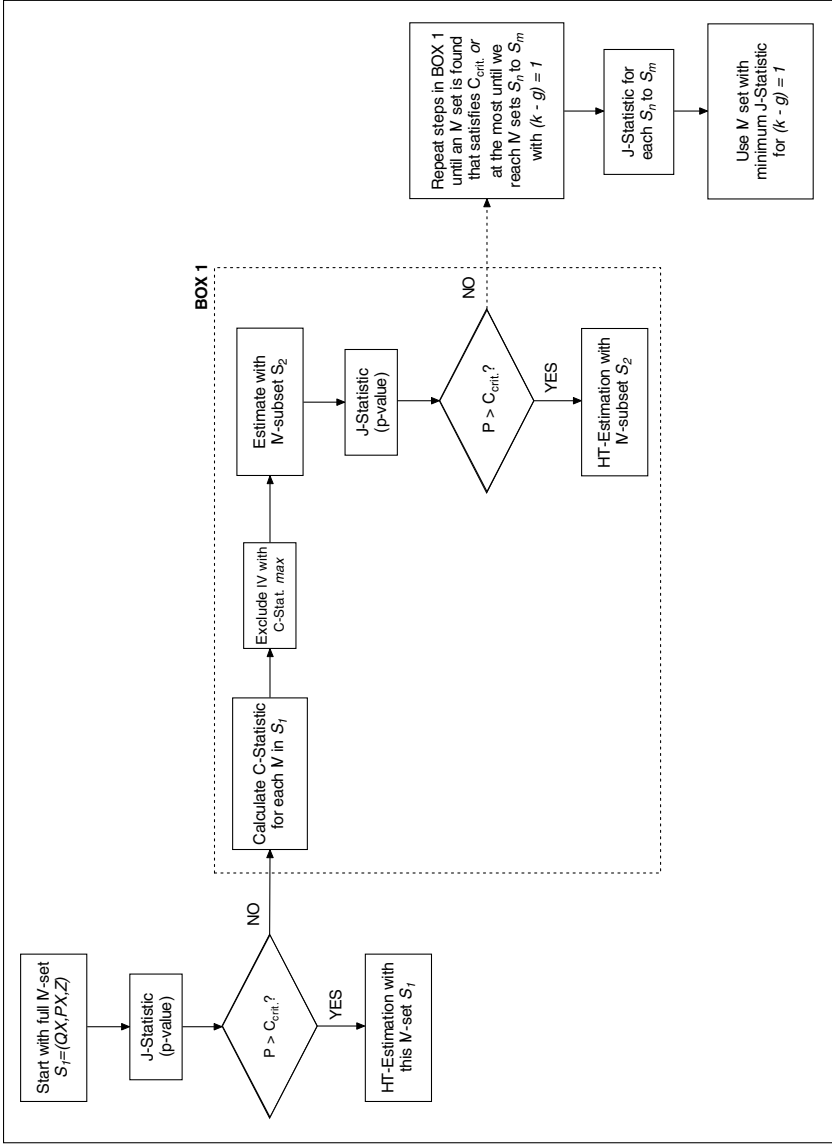 Start with full IV-set
S1=(QX,PX,Z)
J-Statistic
(p-value)
P > Ccrit.?
NO
YES
HT-Estimation with
this IV-set S1
BOX 1
Calculate C-Statistic
for each IV in S1
Exclude IV with
C-Stat. max
Estimate with
IV-subset S2
J-Statistic
(p-value)
P > Ccrit.?
NO
YES
HT-Estimation with
IV-subset S2
Repeat steps in BOX 1
until an IV set is found
that satisfies Ccrit. or
at the most until we
reach IV sets Sn to Sm
with (k - g) = 1
J-Statistic for
each Sn to Sm
Use IV set with
minimum J-Statistic
for (k - g) = 1